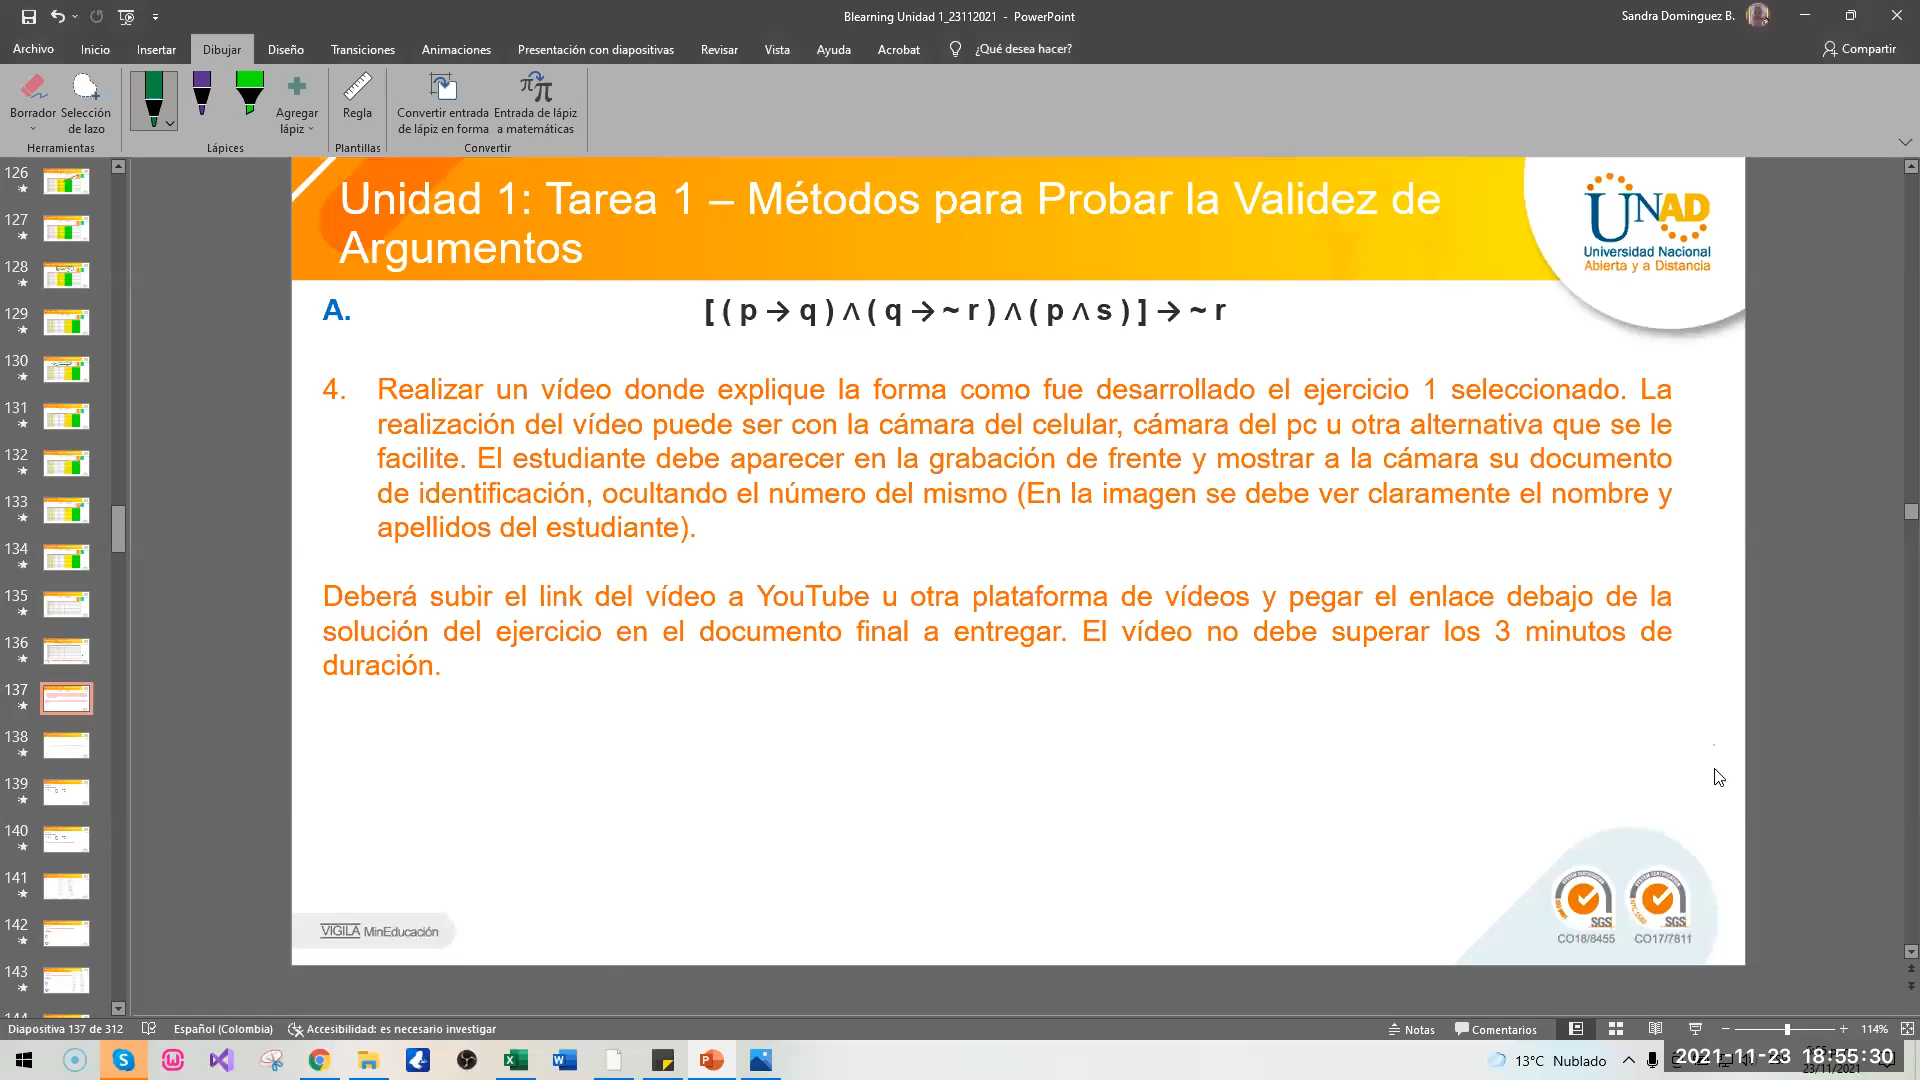 Blearning Unidad 1_23112021 - PowerPoint
Sandra Dominguez B.
Archivo Inicio Insertar Dibujar Diseño Transiciones Animaciones Presentación con diapositivas Revisar Vista Ayuda Acrobat ¿Qué desea hacer? Compartir
Borrador Selección de lazo
Agregar lápiz
Regla
Convertir entrada de lápiz en forma
Entrada de lápiz a matemáticas
Herramientas Lápices Plantillas Convertir
126
127
128
129
130
131
132
133
134
135
136
137
138
139
140
141
142
143
Unidad 1: Tarea 1 – Métodos para Probar la Validez de
Argumentos
UNAD
Universidad Nacional
Abierta y a Distancia
A. [ ( p → q ) ∧ ( q → ~ r ) ∧ ( p ∧ s ) ] → ~ r
4. Realizar un vídeo donde explique la forma como fue desarrollado el ejercicio 1 seleccionado. La
realización del vídeo puede ser con la cámara del celular, cámara del pc u otra alternativa que se le
facilite. El estudiante debe aparecer en la grabación de frente y mostrar a la cámara su documento
de identificación, ocultando el número del mismo (En la imagen se debe ver claramente el nombre y
apellidos del estudiante).
Deberá subir el link del vídeo a YouTube u otra plataforma de vídeos y pegar el enlace debajo de la
solución del ejercicio en el documento final a entregar. El vídeo no debe superar los 3 minutos de
duración.
VIGILA MinEducación
SGS SGS
CO18/8455 CO17/7811
Diapositiva 137 de 312 Español (Colombia) Accesibilidad: es necesario investigar Notas Comentarios 114%
13°C Nublado
2021-11-23 18:55:30
23/11/2021